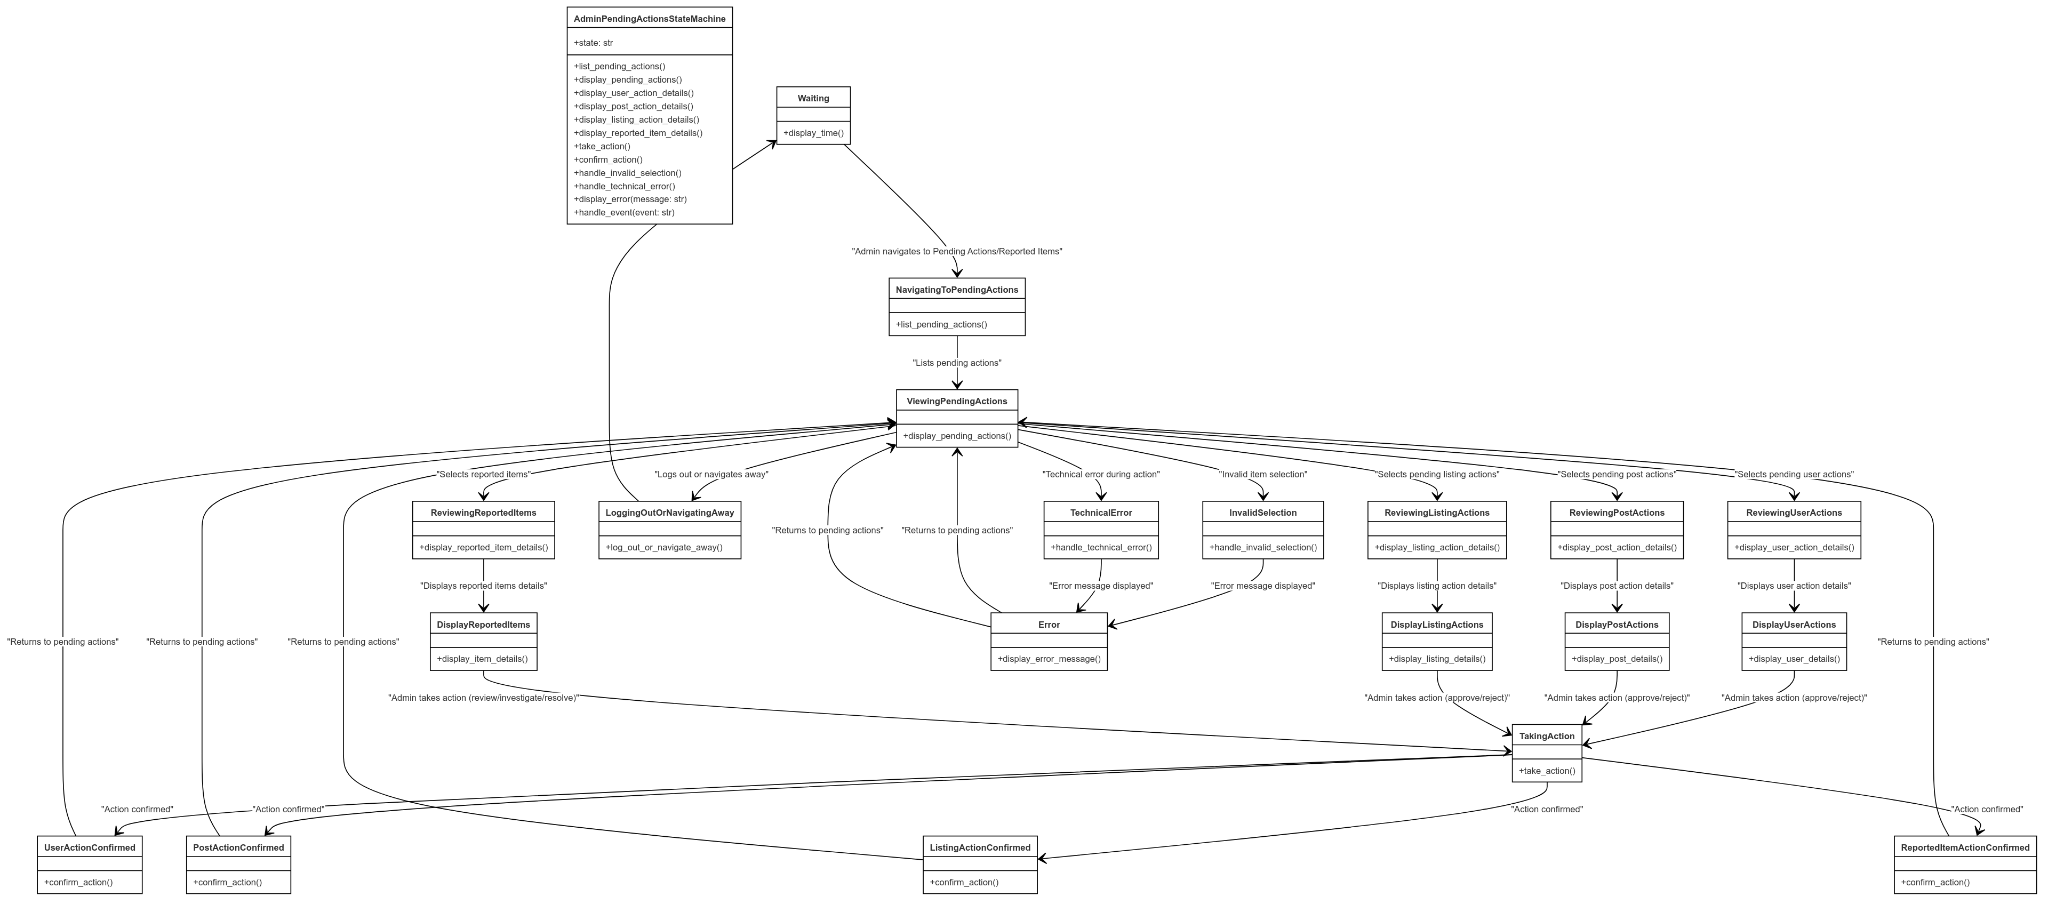 AdminPendingActionsStateMachine
+state: str
+list_pending_actions()
+display_pending_actions()
+display_user_action_details()
+display_post_action_details()
+display_listing_action_details()
+display_reported_item_details()
+take_action()
+confirm_action()
+handle_invalid_selection()
+handle_technical_error()
+display_error(message: str)
+handle_event(event: str)
Waiting
+display_time()
"Admin navigates to Pending Actions/Reported Items"
NavigatingToPendingActions
+list_pending_actions()
"Lists pending actions"
ViewingPendingActions
+display_pending_actions()
"Selects reported items"
"Logs out or navigates away"
"Technical error during action"
"Invalid item selection"
"Selects pending listing actions"
"Selects pending post actions"
"Selects pending user actions"
ReviewingReportedItems
+display_reported_item_details()
LoggingOutOrNavigatingAway
+log_out_or_navigate_away()
"Returns to pending actions"
"Returns to pending actions"
TechnicalError
+handle_technical_error()
InvalidSelection
+handle_invalid_selection()
ReviewingListingActions
+display_listing_action_details()
ReviewingPostActions
+display_post_action_details()
ReviewingUserActions
+display_user_action_details()
"Displays reported items details"
"Error message displayed"
"Error message displayed"
"Displays listing action details"
"Displays post action details"
"Displays user action details"
"Returns to pending actions"
"Returns to pending actions"
"Returns to pending actions"
DisplayReportedItems
+display_item_details()
Error
+display_error_message()
DisplayListingActions
+display_listing_details()
DisplayPostActions
+display_post_details()
DisplayUserActions
+display_user_details()
"Returns to pending actions"
"Admin takes action (review/investigate/resolve)"
"Admin takes action (approve/reject)"
"Admin takes action (approve/reject)"
"Admin takes action (approve/reject)"
TakingAction
+take_action()
"Action confirmed"
"Action confirmed"
"Action confirmed"
"Action confirmed"
UserActionConfirmed
+confirm_action()
PostActionConfirmed
+confirm_action()
ListingActionConfirmed
+confirm_action()
ReportedItemActionConfirmed
+confirm_action()